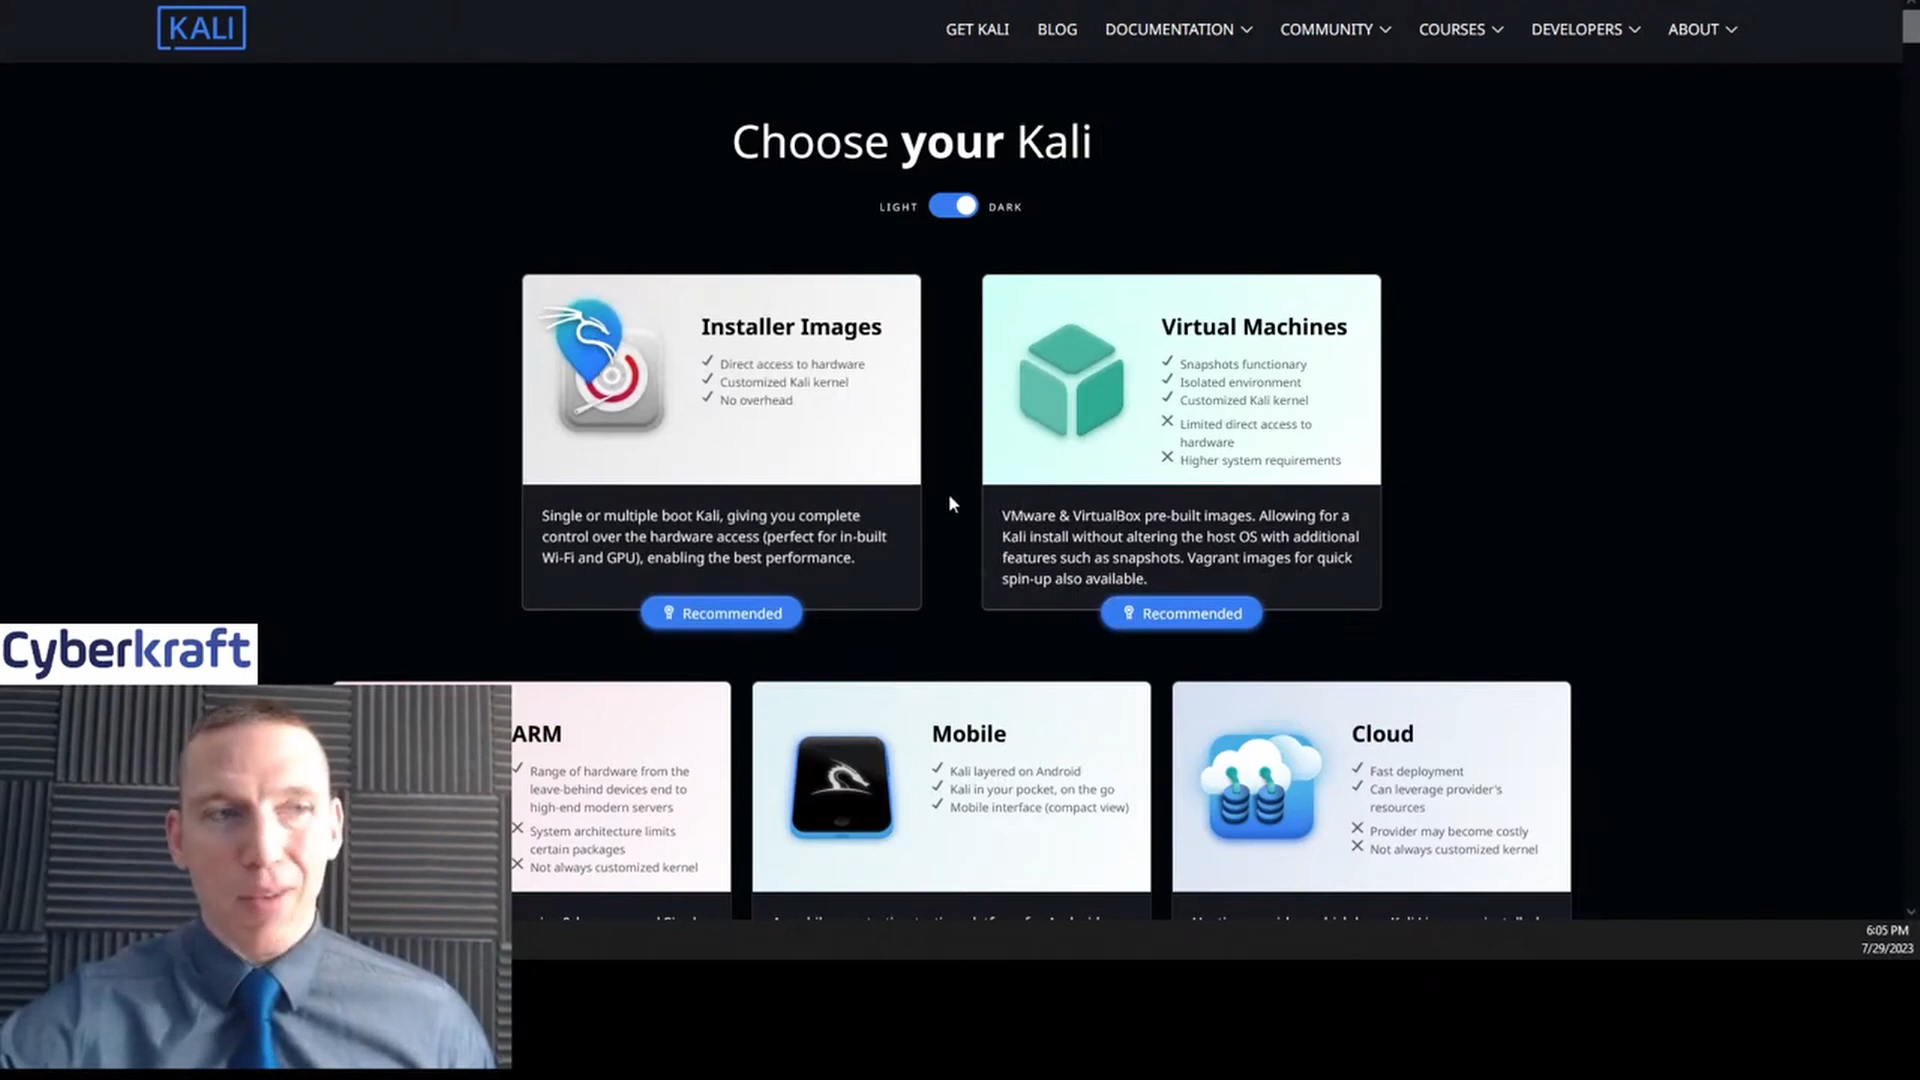 KALI
GET KALI
BLOG
DOCUMENTATION
COMMUNITY
COURSES
DEVELOPERS
ABOUT
Choose your Kali
LIGHT
DARK
Installer Images
Direct access to hardware
Customized Kali kernel
No overhead
Single or multiple boot Kali, giving you complete
control over the hardware access (perfect for in-built
Wi-Fi and GPU), enabling the best performance.
Recommended
Virtual Machines
Snapshots functionary
Isolated environment
Customized Kali kernel
Limited direct access to
hardware
Higher system requirements
VMware & VirtualBox pre-built images. Allowing for a
Kali install without altering the host OS with additional
features such as snapshots. Vagrant images for quick
spin-up also available.
Recommended
Cyberkraft
ARM
Range of hardware from the
leave-behind devices end to
high-end modern servers
System architecture limits
certain packages
Not always customized kernel
Mobile
Kali layered on Android
Kali in your pocket, on the go
Mobile interface (compact view)
Cloud
Fast deployment
Can leverage provider's
resources
Provider may become costly
Not always customized kernel
6:05 PM
7/29/2023